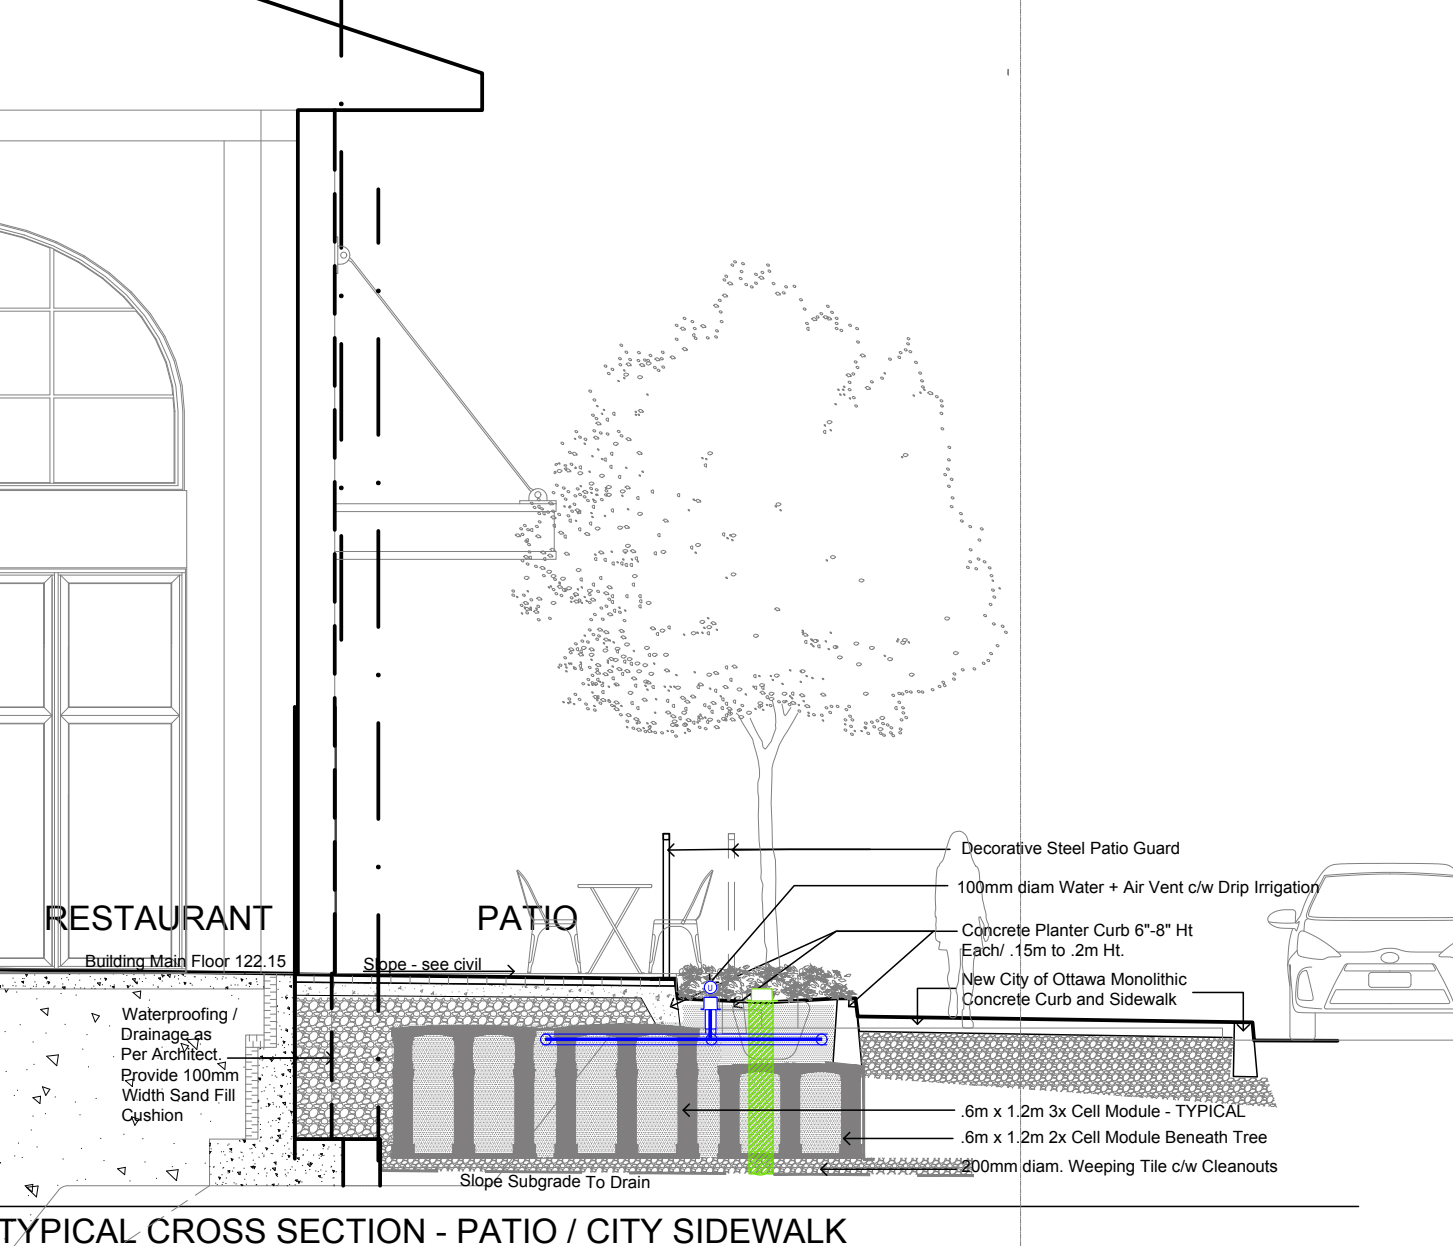 Decorative Steel Patio Guard
100mm diam Water + Air Vent c/w Drip Irrigation
RESTAURANT
PATIO
Concrete Planter Curb 6"-8" Ht
Each/ .15m to .2m Ht.
Building Main Floor 122.15
Slope - see civil
New City of Ottawa Monolithic
Concrete Curb and Sidewalk
U
Waterproofing /
Drainage as
Per Architect.
Provide 100mm
Width Sand Fill
Cushion
.6m x 1.2m 3x Cell Module - TYPICAL
.6m x 1.2m 2x Cell Module Beneath Tree
200mm diam. Weeping Tile c/w Cleanouts
Slope Subgrade To Drain
TYPICAL CROSS SECTION - PATIO / CITY SIDEWALK